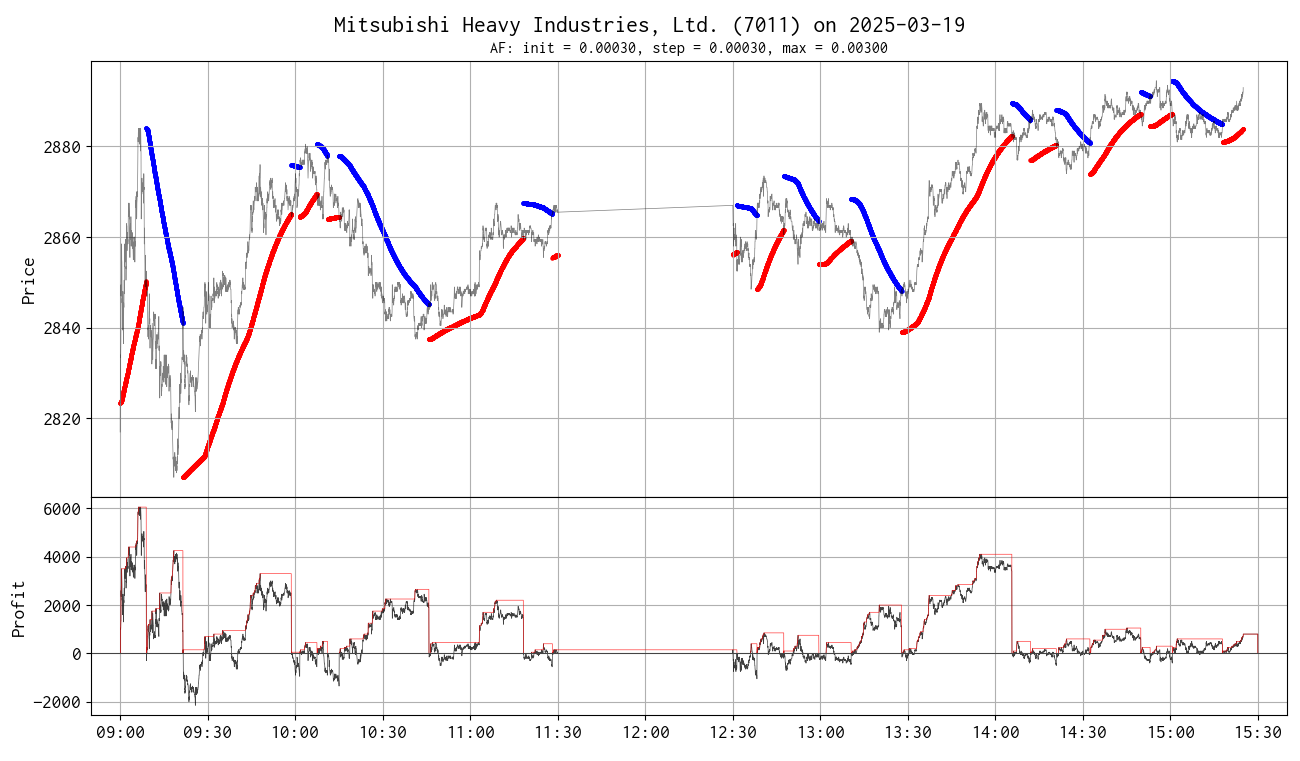 Mitsubishi Heavy Industries, Ltd. (7011) on 2025-03-19
AF: init = 0.00030, step = 0.00030, max = 0.00300
Price
2880
2860
2840
2820
Profit
6000
4000
2000
0
−2000
09:00 09:30 10:00 10:30 11:00 11:30 12:00 12:30 13:00 13:30 14:00 14:30 15:00 15:30